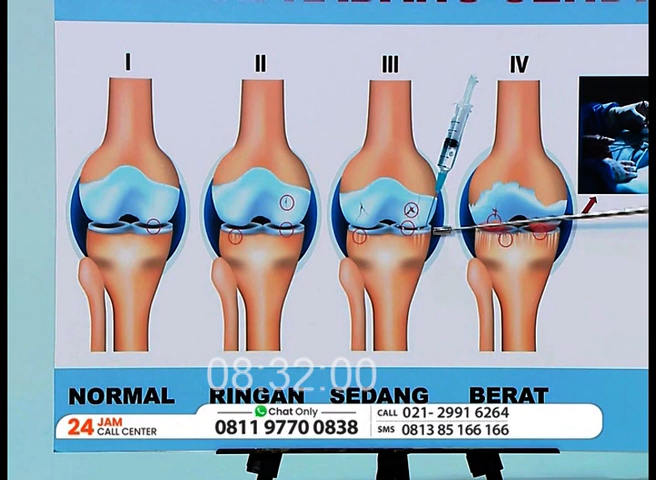 I II III IV
08:32:00
NORMAL RINGAN SEDANG BERAT
24 JAM
CALL CENTER
Chat Only
0811 9770 0838
CALL 021- 2991 6264
SMS 0813 85 166 166